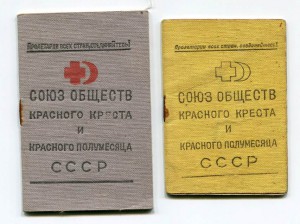 Пролетарии всех стран, соединяйтесь!
СОЮЗ ОБЩЕСТВ
КРАСНОГО КРЕСТА
И
КРАСНОГО ПОЛУМЕСЯЦА
СССР
Пролетарии всех стран, соединяйтесь!
СОЮЗ ОБЩЕСТВ
КРАСНОГО КРЕСТА
И
КРАСНОГО ПОЛУМЕСЯЦА
СССР